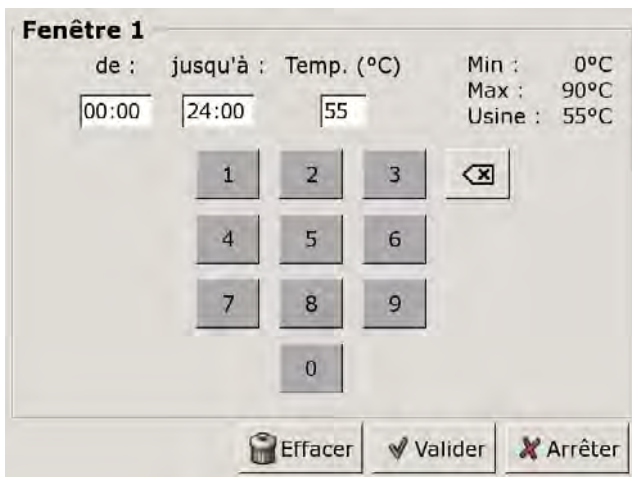 Fenêtre 1
de : jusqu'à : Temp. (°C) Min : 0°C
Max : 90°C
00:00 24:00 55 Usine : 55°C
1 2 3
4 5 6
7 8 9
0
Effacer Valider Arrêter